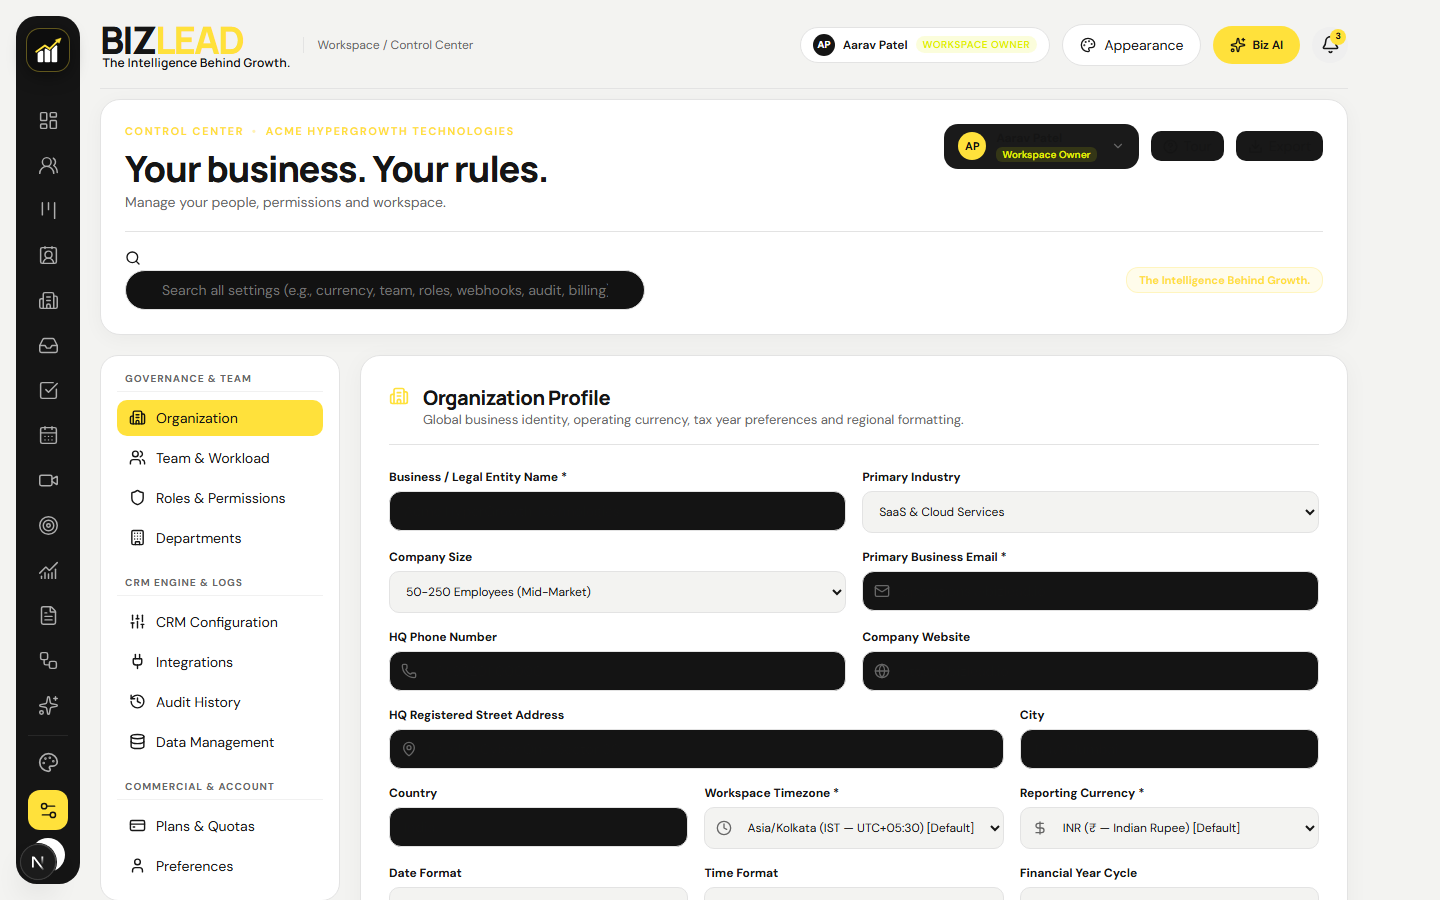 BIZLEAD
The Intelligence Behind Growth.
Workspace / Control Center
AP Aarav Patel WORKSPACE OWNER
Appearance
Biz AI
3
CONTROL CENTER · ACME HYPERGROWTH TECHNOLOGIES
Your business. Your rules.
Manage your people, permissions and workspace.
AP
Aarav Patel
Workspace Owner
Search all settings (e.g., currency, team, roles, webhooks, audit, billing)
The Intelligence Behind Growth.
GOVERNANCE & TEAM
Organization
Team & Workload
Roles & Permissions
Departments
CRM ENGINE & LOGS
CRM Configuration
Integrations
Audit History
Data Management
COMMERCIAL & ACCOUNT
Plans & Quotas
Preferences
N
Organization Profile
Global business identity, operating currency, tax year preferences and regional formatting.
Business / Legal Entity Name *
Primary Industry
SaaS & Cloud Services
Company Size
50-250 Employees (Mid-Market)
Primary Business Email *
HQ Phone Number
Company Website
HQ Registered Street Address
City
Country
Workspace Timezone *
Asia/Kolkata (IST — UTC+05:30) [Default]
Reporting Currency *
INR (₹ — Indian Rupee) [Default]
Date Format
Time Format
Financial Year Cycle